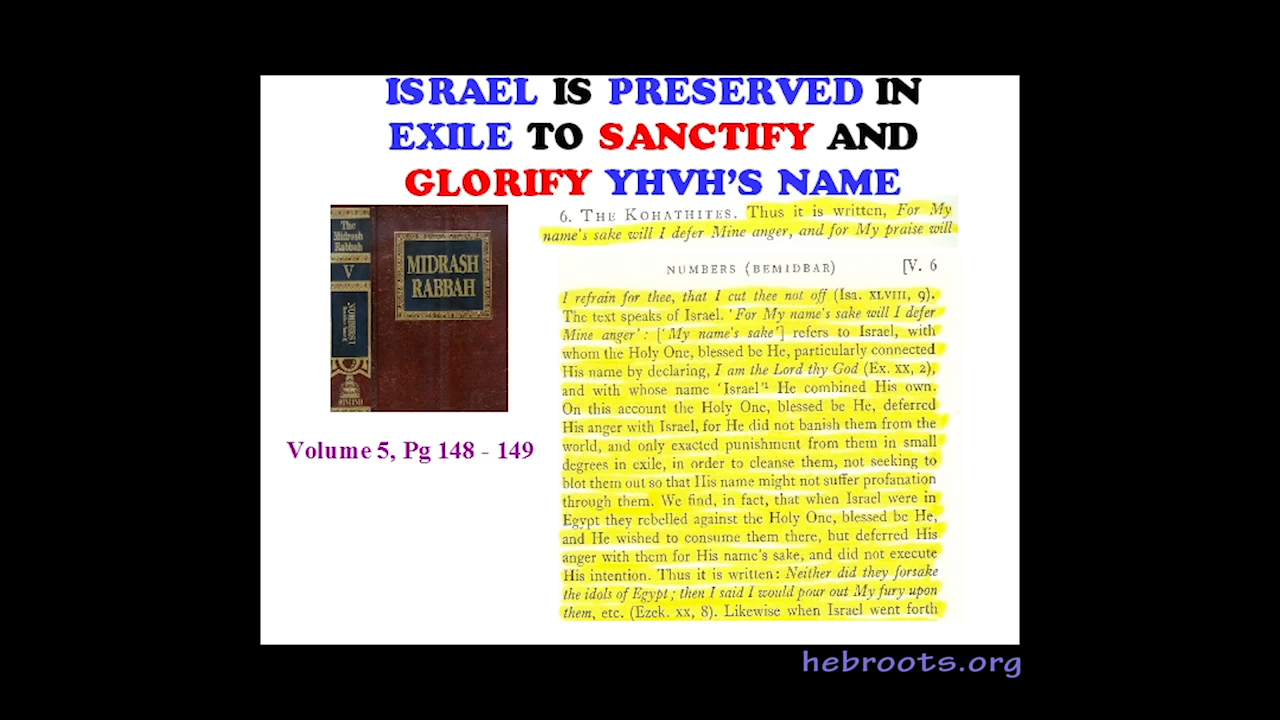 ISRAEL IS PRESERVED IN
EXILE TO SANCTIFY AND
GLORIFY YHVH'S NAME
The
Midrash
Rabbah
V
NUMBERS I
MIDRASH
RABBAH
Volume 5, Pg 148 - 149
6. THE KOHATHITES. Thus it is written, For My
name's sake will I defer Mine anger, and for My praise will
NUMBERS (BEMIDBAR) [V. 6
I refrain for thee, that I cut thee not off (Isa. XLVIII, 9).
The text speaks of Israel. 'For My name's sake will I defer
Mine anger': ['My name's sake'] refers to Israel, with
whom the Holy One, blessed be He, particularly connected
His name by declaring, I am the Lord thy God (Ex. XX, 2),
and with whose name 'Israel'¹ He combined His own.
On this account the Holy One, blessed be He, deferred
His anger with Israel, for He did not banish them from the
world, and only exacted punishment from them in small
degrees in exile, in order to cleanse them, not seeking to
blot them out so that His name might not suffer profanation
through them. We find, in fact, that when Israel were in
Egypt they rebelled against the Holy One, blessed be He,
and He wished to consume them there, but deferred His
anger with them for His name's sake, and did not execute
His intention. Thus it is written: Neither did they forsake
the idols of Egypt; then I said I would pour out My fury upon
them, etc. (Ezek. XX, 8). Likewise when Israel went forth
hebroots.org